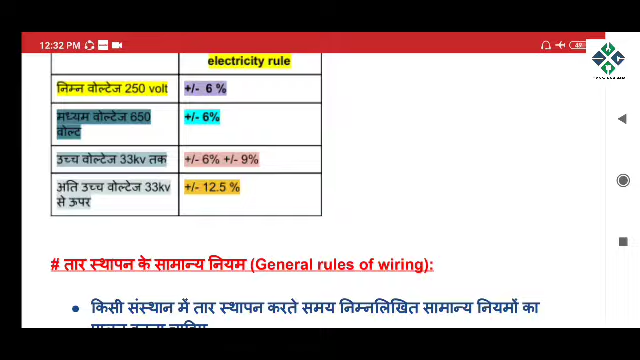 12:32 PM
48
electricity rule
निम्न वोल्टेज 250 volt
+/- 6 %
मध्यम वोल्टेज 650
वोल्ट
+/- 6%
उच्च वोल्टेज 33kv तक
+/- 6% +/- 9%
अति उच्च वोल्टेज 33kv
से ऊपर
+/- 12.5 %
# तार स्थापन के सामान्य नियम (General rules of wiring):
● किसी संस्थान में तार स्थापन करते समय निम्नलिखित सामान्य नियमों का